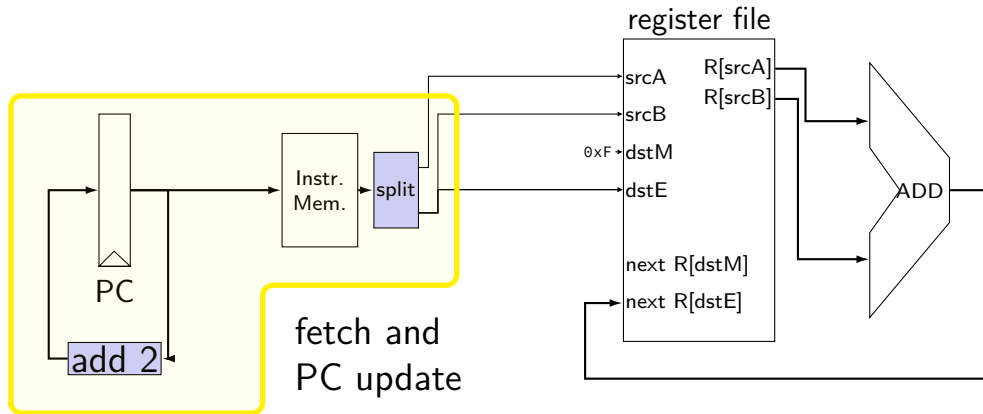 register file
srcA
srcB
0xF
dstM
dstE
next R[dstM]
next R[dstE]
R[srcA]
R[srcB]
ADD
Instr.
Mem.
split
PC
add 2
fetch and
PC update